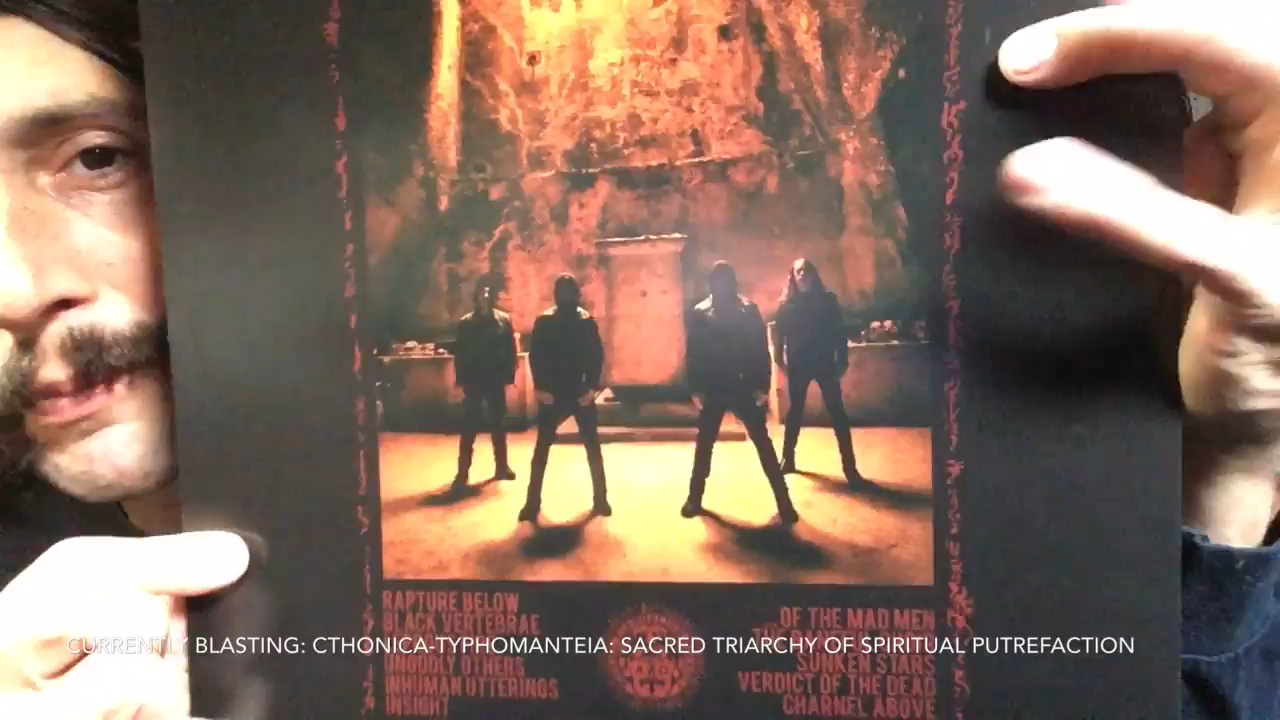 RAPTURE BELOW
BLACK VERTEBRAE
UNGODLY OTHERS
INHUMAN UTTERINGS
INSIGHT
OF THE MAD MEN
SUNKEN STARS
VERDICT OF THE DEAD
CHARNEL ABOVE
CURRENTLY BLASTING: CTHONICA-TYPHOMANTEIA: SACRED TRIARCHY OF SPIRITUAL PUTREFACTION